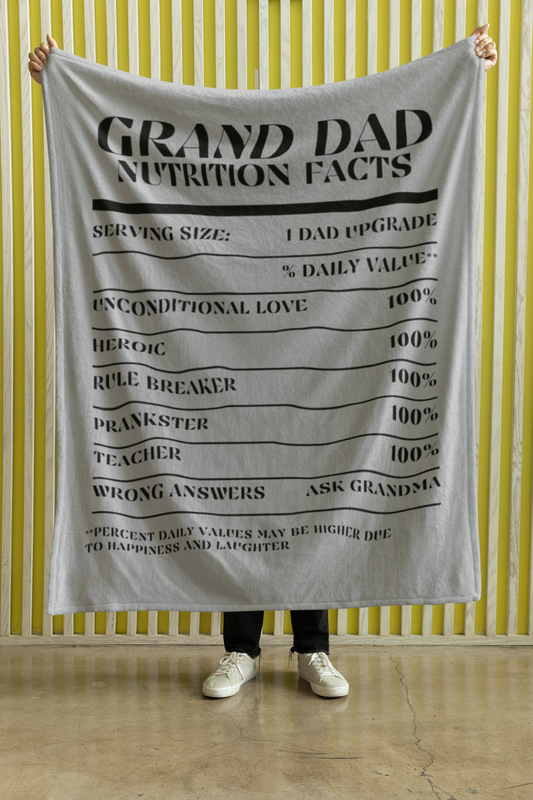 GRAND DAD
NUTRITION FACTS
SERVING SIZE: 1 DAD UPGRADE
% DAILY VALUE**
UNCONDITIONAL LOVE 100%
HEROIC 100%
RULE BREAKER 100%
PRANKSTER 100%
TEACHER 100%
WRONG ANSWERS ASK GRANDMA
**PERCENT DAILY VALUES MAY BE HIGHER DUE
TO HAPPINESS AND LAUGHTER